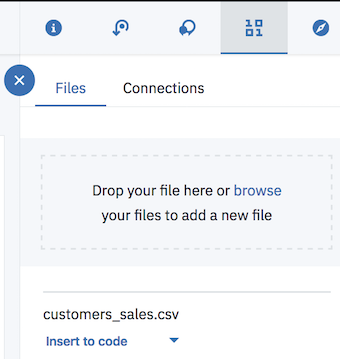 Files
Connections
Drop your file here or browse
your files to add a new file
customers_sales.csv
Insert to code